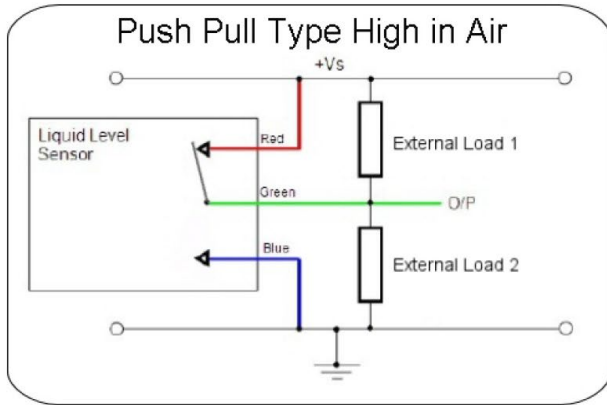 Push Pull Type High in Air
+Vs
Liquid Level
Sensor
Red
External Load 1
Green
O/P
Blue
External Load 2